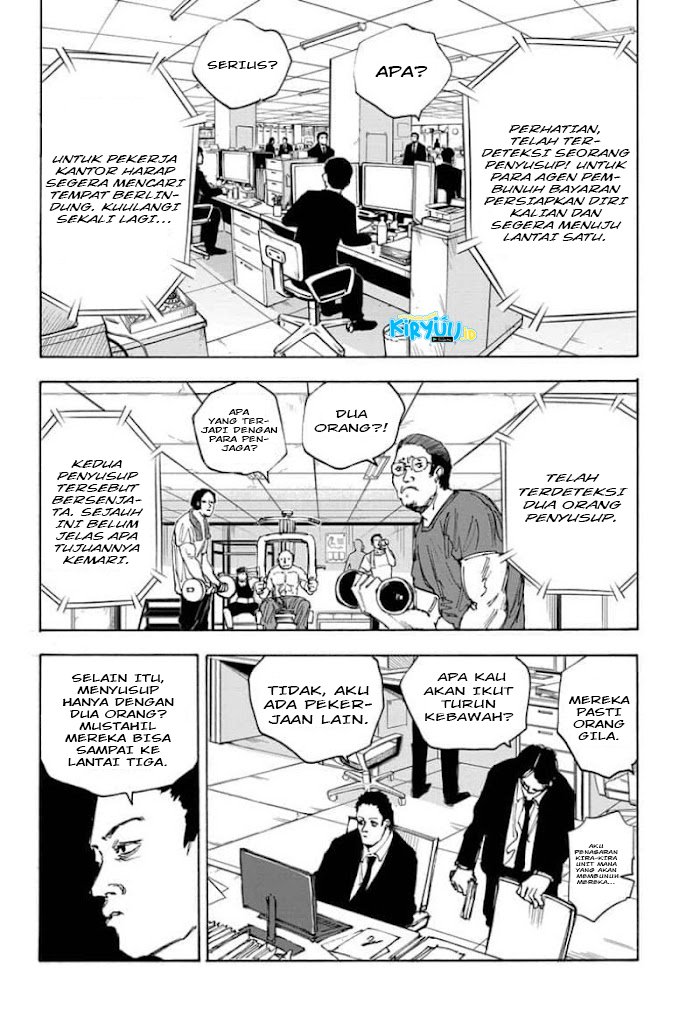 PERHATIAN,
TELAH TER-
DETEKSI SEORANG
PENYUSUP! UNTUK
PARA AGEN PEM-
BUNUH BAYARAN
PERSIAPKAN DIRI
KALIAN DAN
SEGERA MENUJU
LANTAI SATU.
APA?
SERIUS?
UNTUK PEKERJA
KANTOR HARAP
SEGERA MENCARI
TEMPAT BERLIN-
DUNG. KUULANGI
SEKALI LAGI...
KIRYUU.ID
TELAH
TERDETEKSI
DUA ORANG
PENYUSUP.
DUA
ORANG?!
APA
YANG TER-
JADI DENGAN
PARA PEN-
JAGA?
KEDUA
PENYUSUP
TERSEBUT
BERSENJA-
TA. SEJAUH
INI BELUM
JELAS APA
TUJUANNYA
KEMARI.
MEREKA
PASTI
ORANG
GILA.
AKU
PENASARAN
KIRA-KIRA
UNIT MANA
YANG AKAN
MEMBUNUH
MEREKA...
APA KAU
AKAN IKUT
TURUN
KEBAWAH?
TIDAK, AKU
ADA PEKER-
JAAN LAIN.
SELAIN ITU,
MENYUSUP
HANYA DENGAN
DUA ORANG?
MUSTAHIL
MEREKA BISA
SAMPAI KE
LANTAI TIGA.